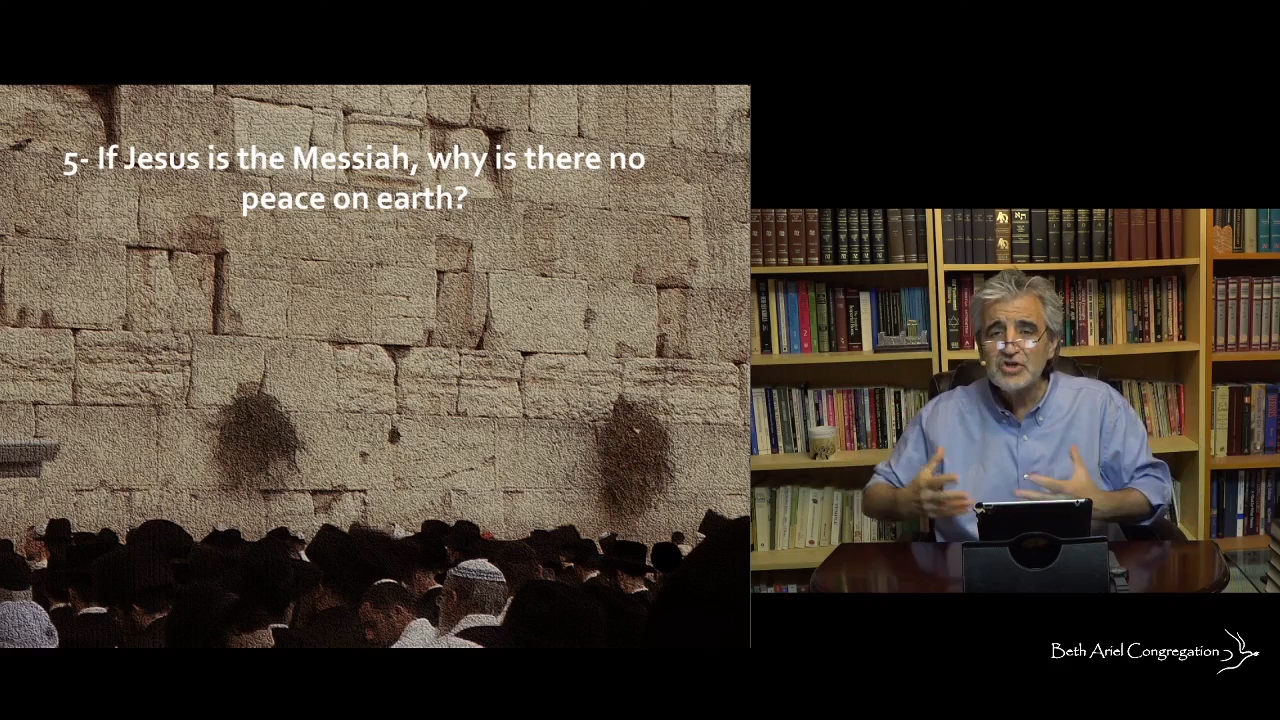 5- If Jesus is the Messiah, why is there no
peace on earth?
Beth Ariel Congregation